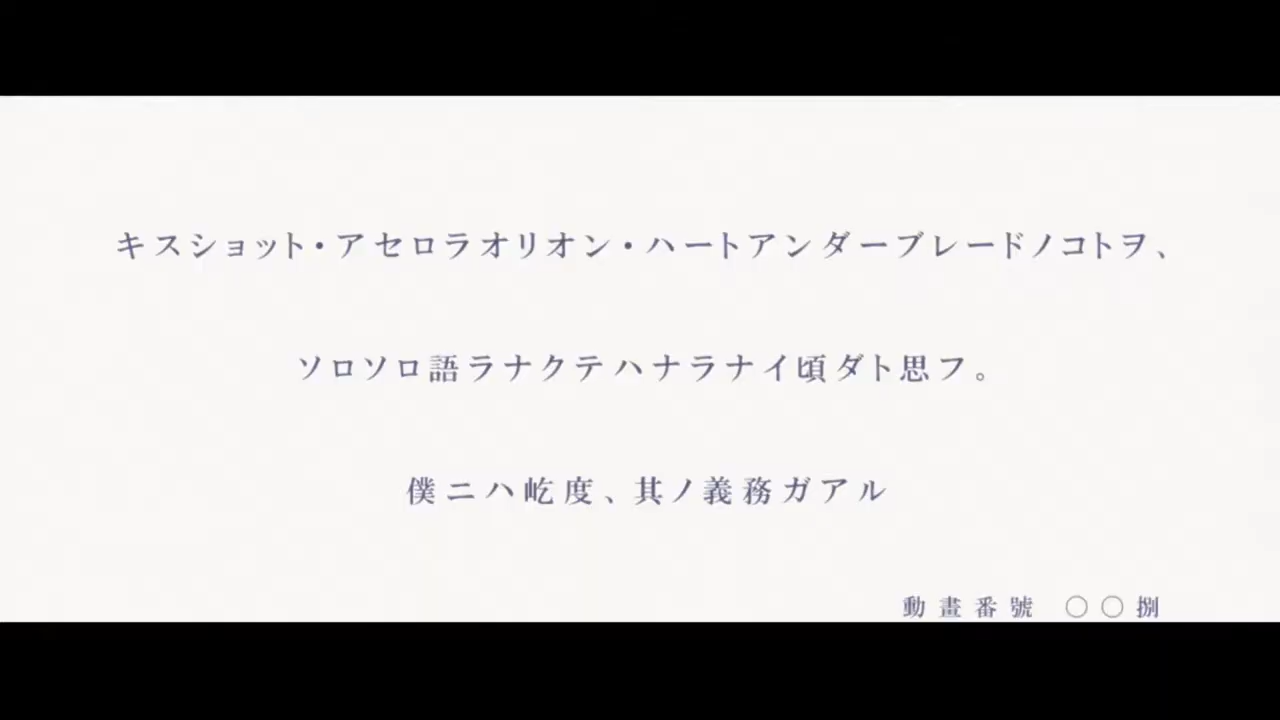 キスショット・アセロラオリオン・ハートアンダーブレードノコトヲ、
ソロソロ語ラナクテハナラナイ頃ダト思フ。
僕ニハ屹度、其ノ義務ガアル
動畫番號 〇〇捌